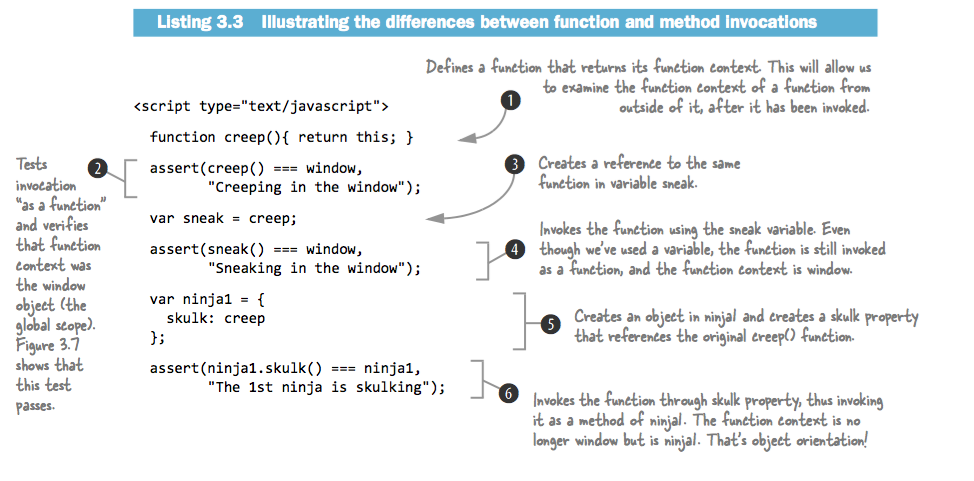 Listing 3.3 Illustrating the differences between function and method invocations
Defines a function that returns its function context. This will allow us
to examine the function context of a function from
outside of it, after it has been invoked.
1
<script type="text/javascript">
function creep(){ return this; }
Tests
invocation
"as a function"
and verifies
that function
context was
the window
object (the
global scope).
Figure 3.7
shows that
this test
passes.
2
assert(creep() === window,
"Creeping in the window");
3
Creates a reference to the same
function in variable sneak.
var sneak = creep;
assert(sneak() === window,
"Sneaking in the window");
4
Invokes the function using the sneak variable. Even
though we've used a variable, the function is still invoked
as a function, and the function context is window.
var ninja1 = {
skulk: creep
};
5
Creates an object in ninja1 and creates a skulk property
that references the original creep() function.
assert(ninja1.skulk() === ninja1,
"The 1st ninja is skulking");
6
Invokes the function through skulk property, thus invoking
it as a method of ninja1. The function context is no
longer window but is ninja1. That's object orientation!